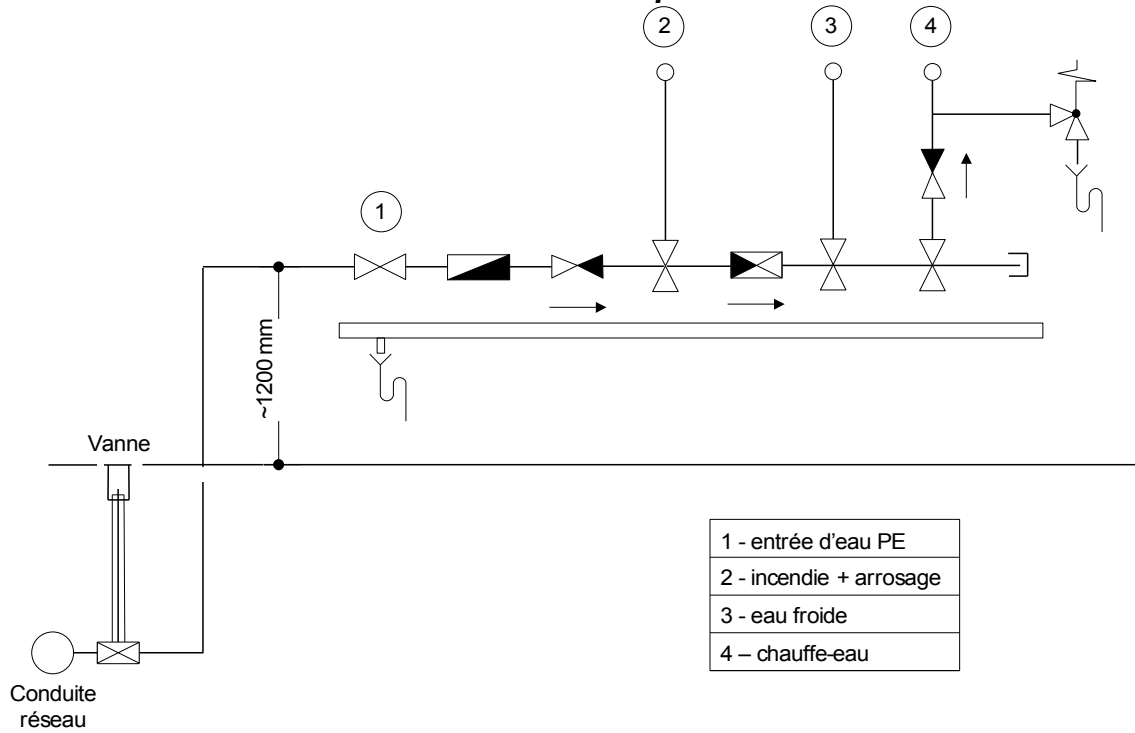 2
3
4
1
~1200 mm
Vanne
Conduite
réseau
1 - entrée d'eau PE
2 - incendie + arrosage
3 - eau froide
4 – chauffe-eau